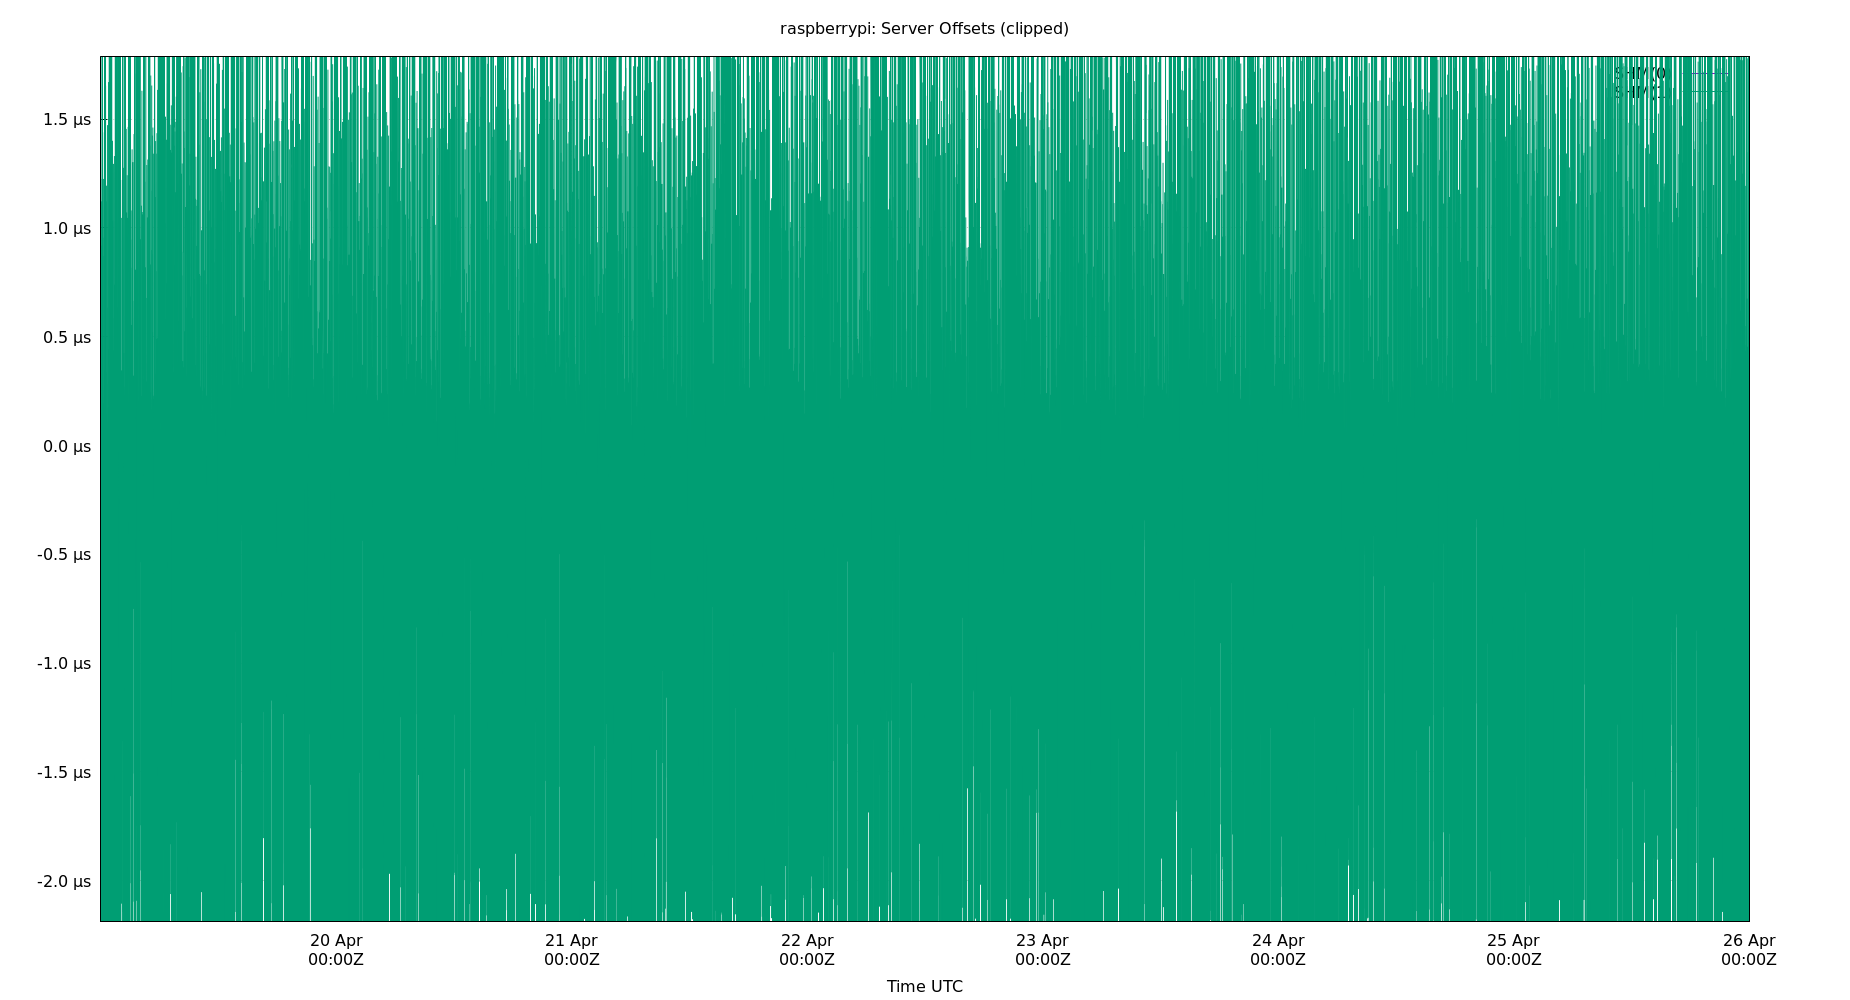 raspberrypi: Server Offsets (clipped)
1.5 µs
1.0 µs
0.5 µs
0.0 µs
-0.5 µs
-1.0 µs
-1.5 µs
-2.0 µs
20 Apr
00:00Z
21 Apr
00:00Z
22 Apr
00:00Z
23 Apr
00:00Z
24 Apr
00:00Z
25 Apr
00:00Z
26 Apr
00:00Z
Time UTC